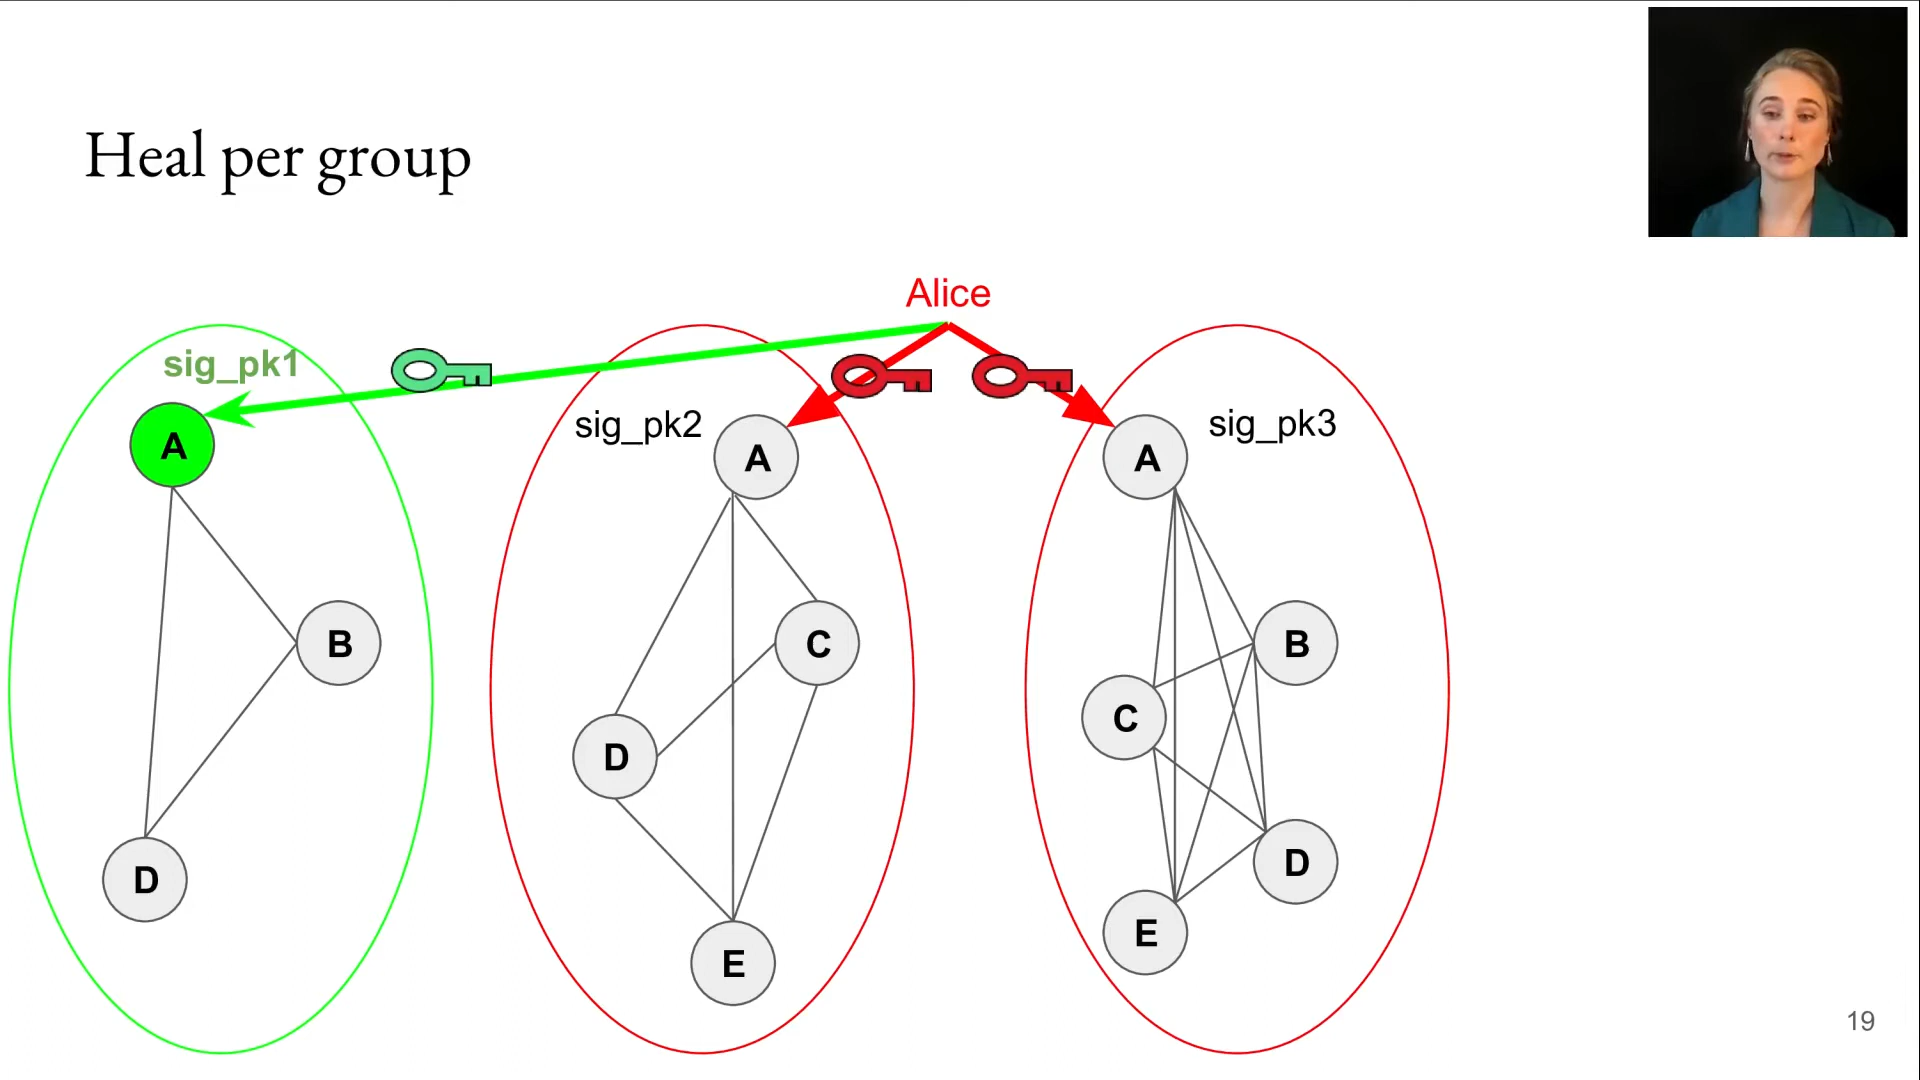 Heal per group
Alice
sig_pk1
sig_pk2
sig_pk3
A
A
A
B
C
B
C
D
D
D
E
E
19